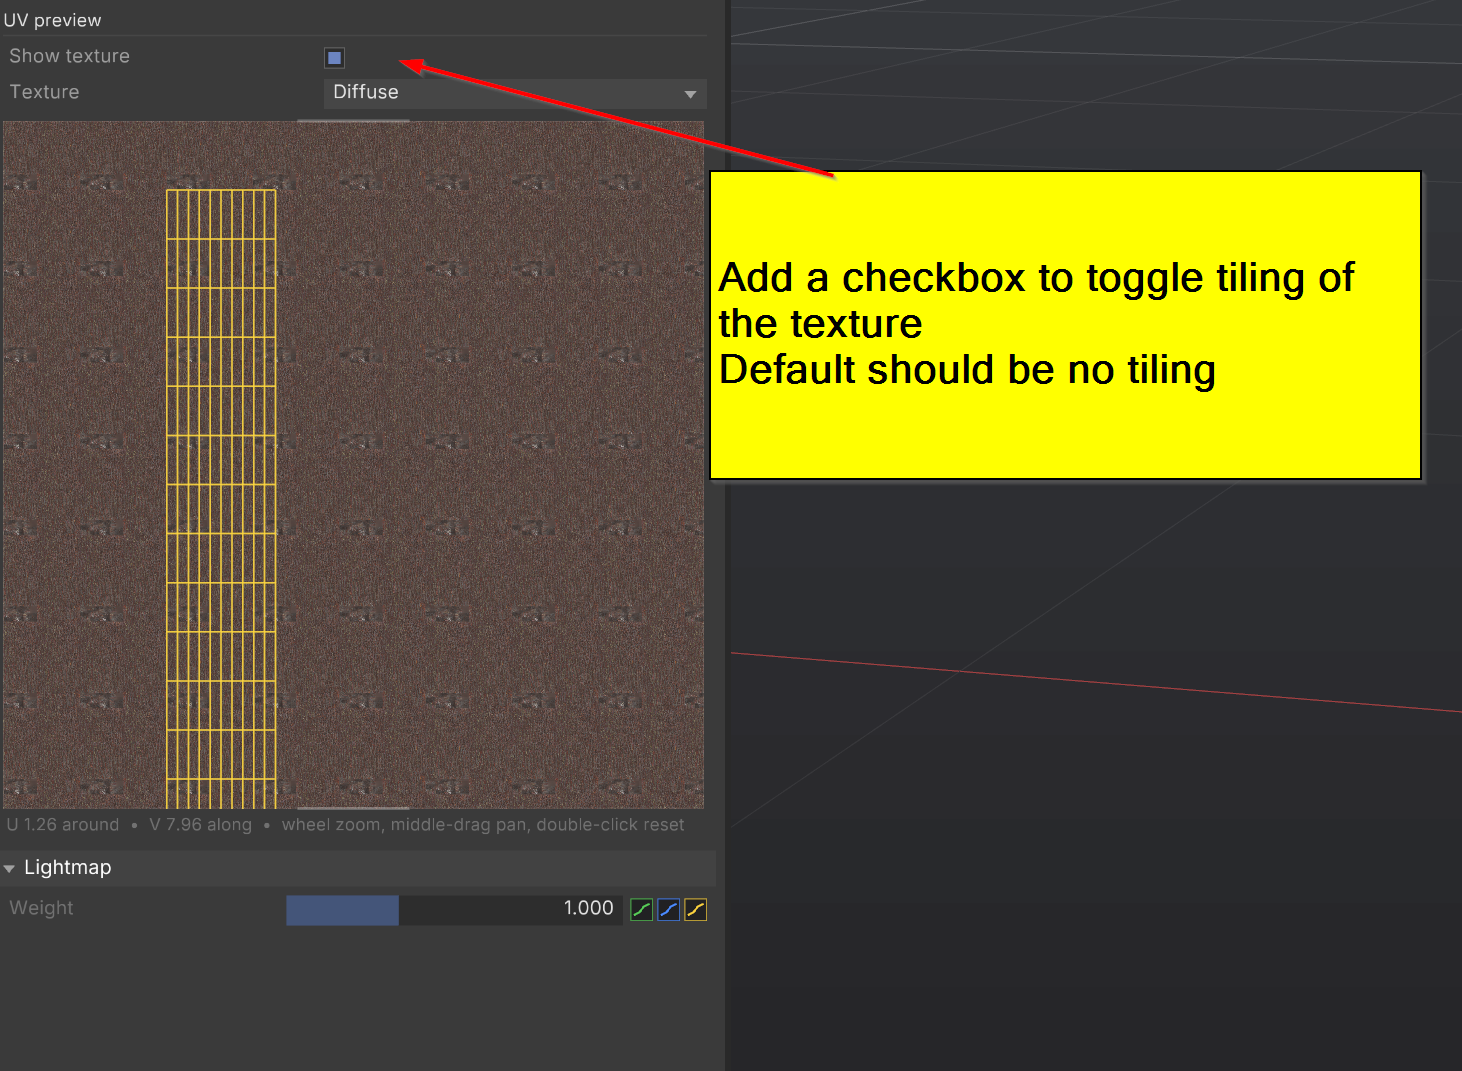 UV preview
Show texture
Texture
Diffuse
Add a checkbox to toggle tiling of
the texture
Default should be no tiling
U 1.26 around • V 7.96 along • wheel zoom, middle-drag pan, double-click reset
Lightmap
Weight
1.000